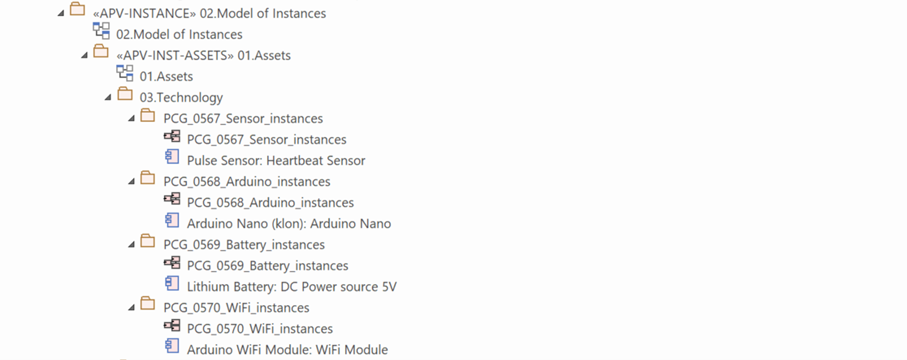 «APV-INSTANCE» 02.Model of Instances
02.Model of Instances
«APV-INST-ASSETS» 01.Assets
01.Assets
03.Technology
PCG_0567_Sensor_instances
PCG_0567_Sensor_instances
Pulse Sensor: Heartbeat Sensor
PCG_0568_Arduino_instances
PCG_0568_Arduino_instances
Arduino Nano (klon): Arduino Nano
PCG_0569_Battery_instances
PCG_0569_Battery_instances
Lithium Battery: DC Power source 5V
PCG_0570_WiFi_instances
PCG_0570_WiFi_instances
Arduino WiFi Module: WiFi Module